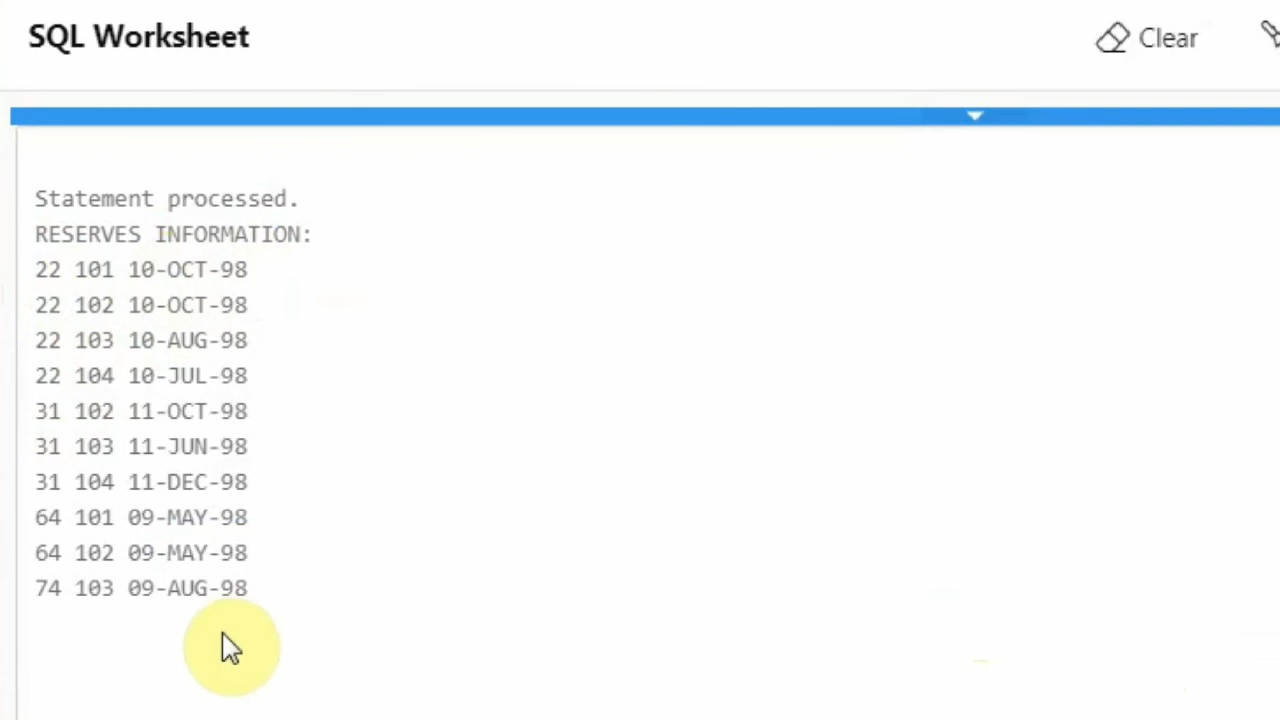 SQL Worksheet
Clear
Statement processed.
RESERVES INFORMATION:
22 101 10-OCT-98
22 102 10-OCT-98
22 103 10-AUG-98
22 104 10-JUL-98
31 102 11-OCT-98
31 103 11-JUN-98
31 104 11-DEC-98
64 101 09-MAY-98
64 102 09-MAY-98
74 103 09-AUG-98